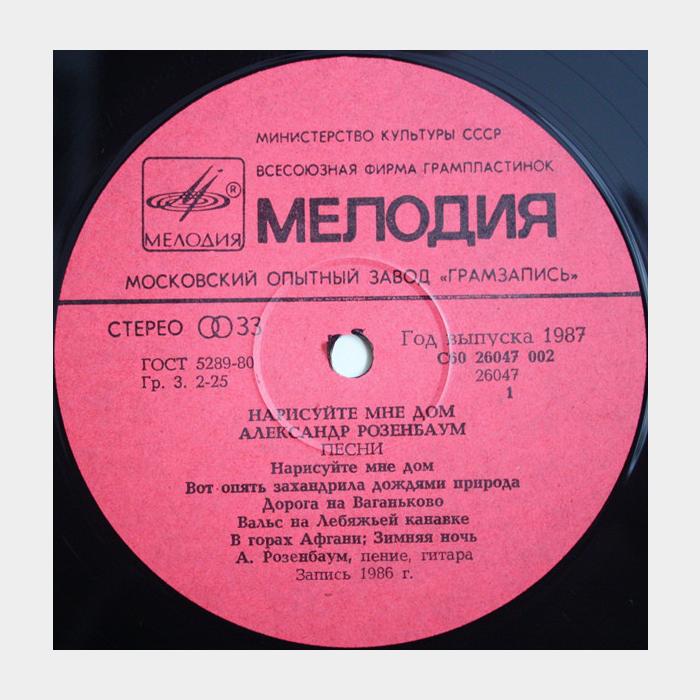 МИНИСТЕРСТВО КУЛЬТУРЫ СССР
ВСЕСОЮЗНАЯ ФИРМА ГРАМПЛАСТИНОК
® МЕЛОДИЯ
МЕЛОДИЯ
МОСКОВСКИЙ ОПЫТНЫЙ ЗАВОД «ГРАМЗАПИСЬ»
СТЕРЕО 33
Год выпуска 1987
ГОСТ 5289-80
Гр. 3. 2-25
С60 26047 002
26047
1
НАРИСУЙТЕ МНЕ ДОМ
АЛЕКСАНДР РОЗЕНБАУМ
ПЕСНИ
Нарисуйте мне дом
Вот опять захандрила дождями природа
Дорога на Ваганьково
Вальс на Лебяжьей канавке
В горах Афгани; Зимняя ночь
А. Розенбаум, пение, гитара
Запись 1986 г.